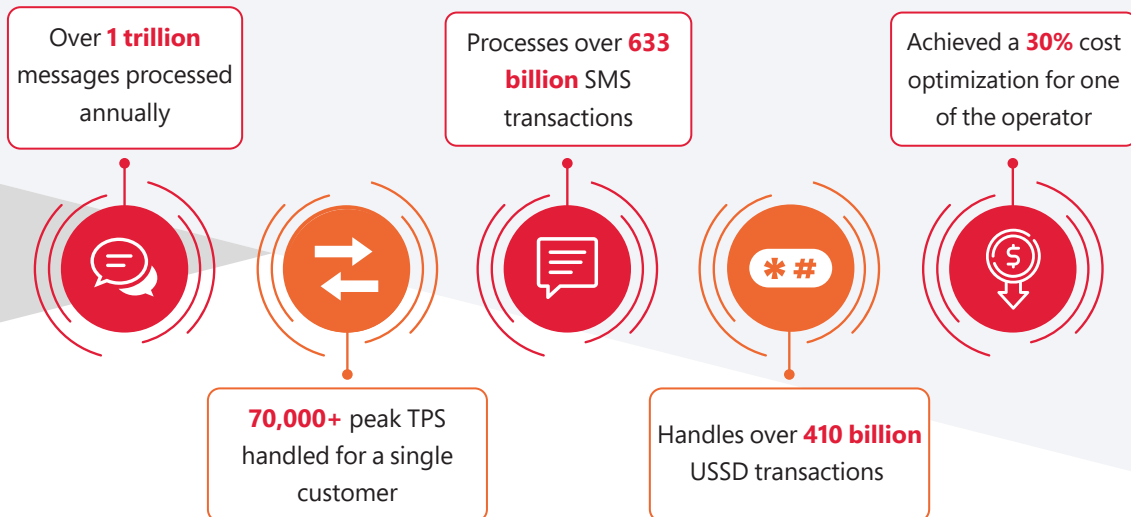 Over 1 trillion
messages processed
annually
70,000+ peak TPS
handled for a single
customer
Processes over 633
billion SMS
transactions
*#
Handles over 410 billion
USSD transactions
Achieved a 30% cost
optimization for one
of the operator
$